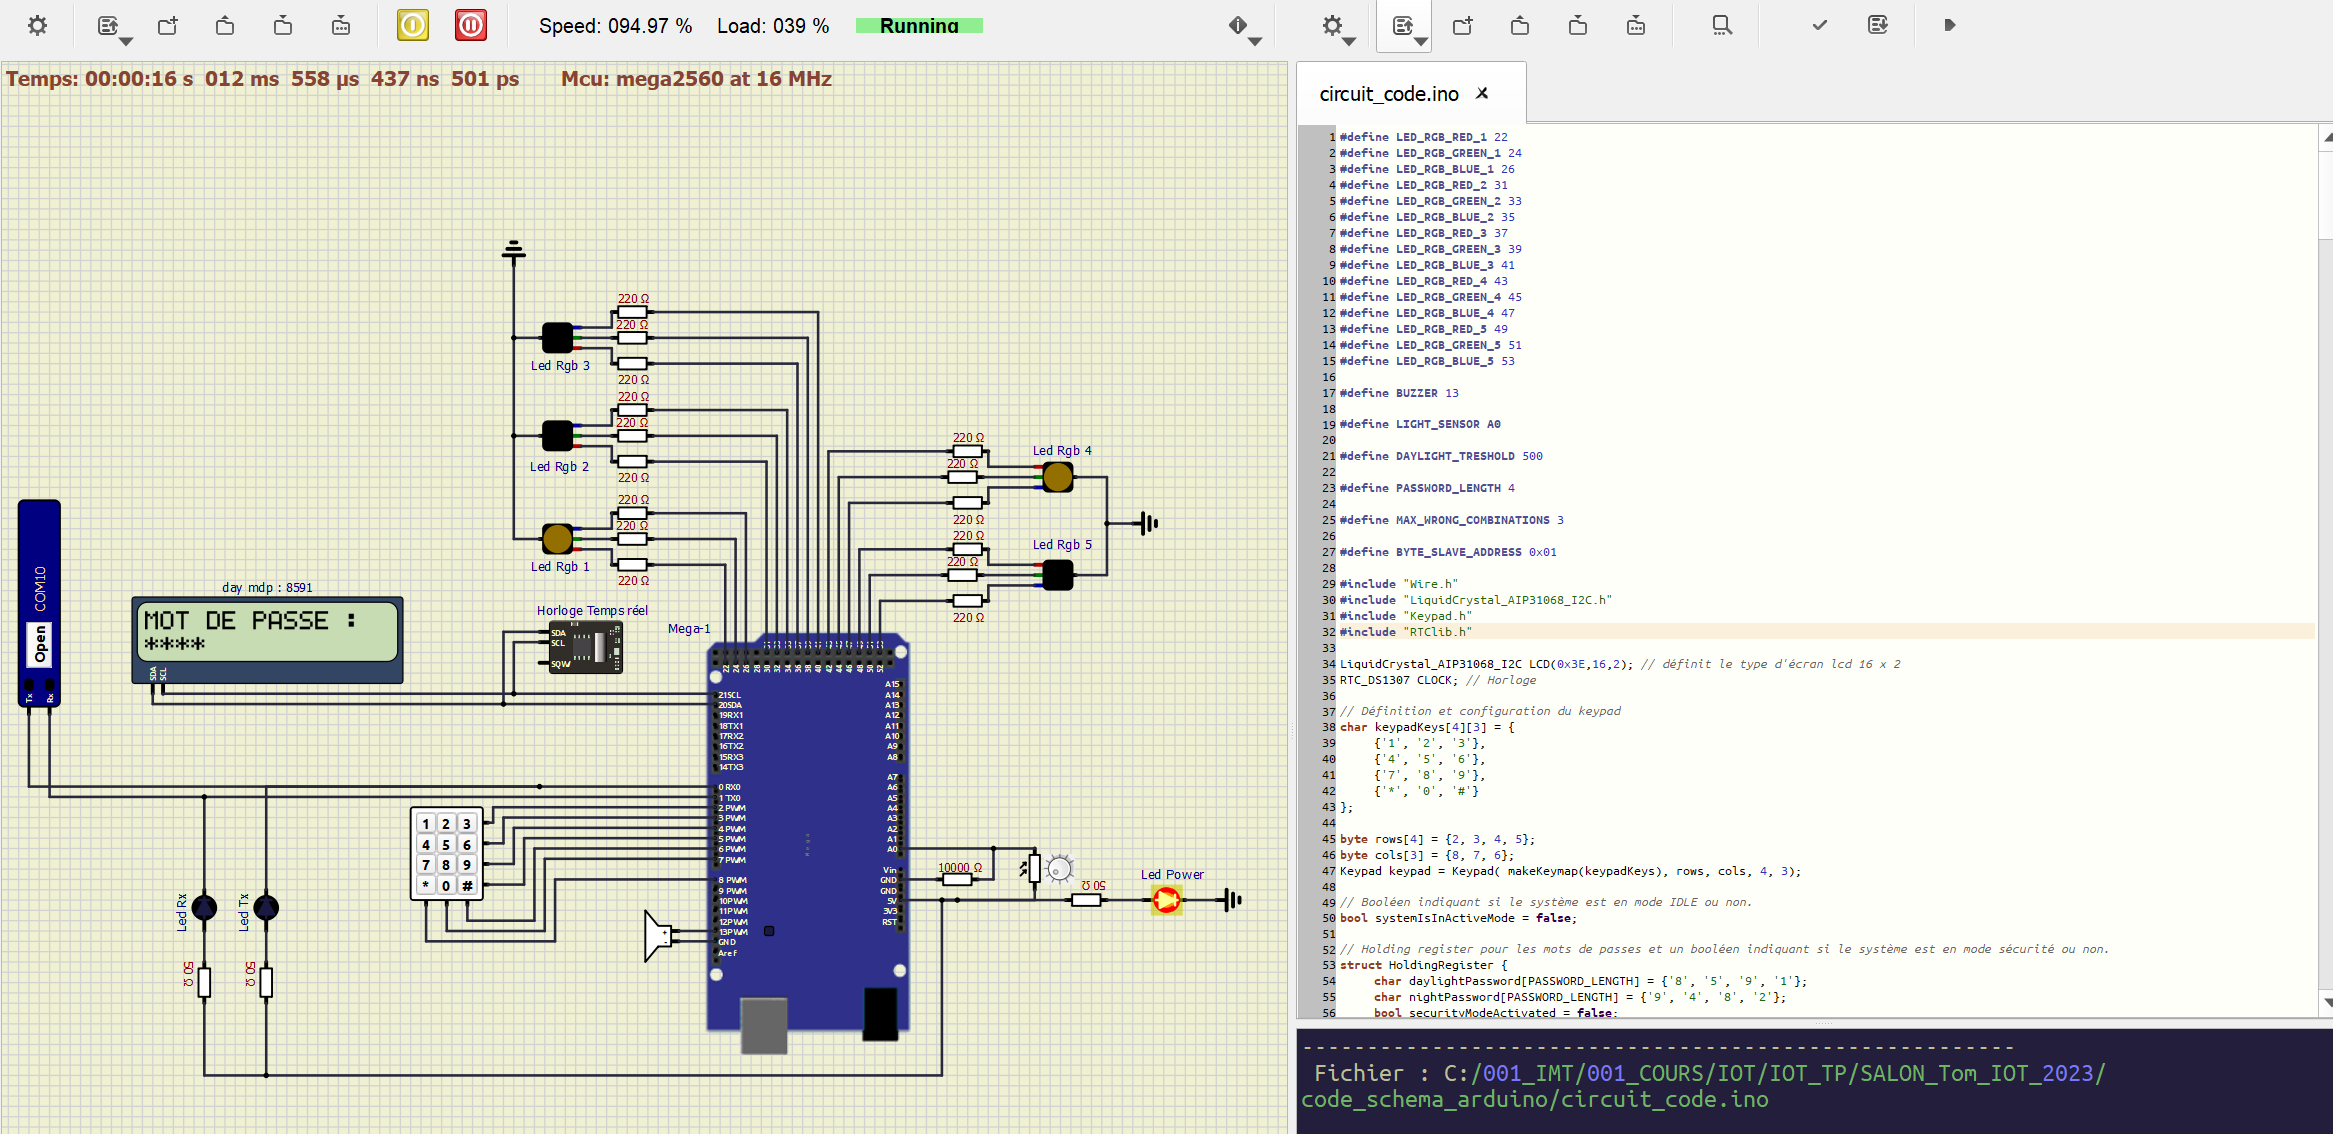 Speed: 094.97 %
Load: 039 %
Running
Temps: 00:00:16 s 012 ms 558 µs 437 ns 501 ps
Mcu: mega2560 at 16 MHz
220 Ω
220 Ω
Led Rgb 3
220 Ω
220 Ω
220 Ω
Led Rgb 2
220 Ω
220 Ω
220 Ω
Led Rgb 1
220 Ω
220 Ω
Led Rgb 4
220 Ω
220 Ω
220 Ω
Led Rgb 5
220 Ω
220 Ω
COM10
Open
Tx
Rx
day mdp : 8591
MOT DE PASSE :
****
SDA
SCL
Horloge Temps réel
SDA
SCL
SQW
Mega-1
22
24
26
28
30
32
34
36
38
40
42
44
46
48
50
52
21SCL
20SDA
19RX1
18TX1
17RX2
16TX2
15RX3
14TX3
0 RX0
1 TX0
2 PWM
3 PWM
4 PWM
5 PWM
6 PWM
7 PWM
8 PWM
9 PWM
10PWM
11PWM
12PWM
13PWM
GND
Aref
A15
A14
A13
A12
A11
A10
A9
A8
A7
A6
A5
A4
A3
A2
A1
A0
Vin
GND
GND
5V
3V3
RST
1 2 3
4 5 6
7 8 9
* 0 #
+
-
10000 Ω
50 Ω
Led Power
Led Rx
Led Tx
50 Ω
50 Ω
circuit_code.ino
1 #define LED_RGB_RED_1 22
2 #define LED_RGB_GREEN_1 24
3 #define LED_RGB_BLUE_1 26
4 #define LED_RGB_RED_2 31
5 #define LED_RGB_GREEN_2 33
6 #define LED_RGB_BLUE_2 35
7 #define LED_RGB_RED_3 37
8 #define LED_RGB_GREEN_3 39
9 #define LED_RGB_BLUE_3 41
10 #define LED_RGB_RED_4 43
11 #define LED_RGB_GREEN_4 45
12 #define LED_RGB_BLUE_4 47
13 #define LED_RGB_RED_5 49
14 #define LED_RGB_GREEN_5 51
15 #define LED_RGB_BLUE_5 53
16
17 #define BUZZER 13
18
19 #define LIGHT_SENSOR A0
20
21 #define DAYLIGHT_TRESHOLD 500
22
23 #define PASSWORD_LENGTH 4
24
25 #define MAX_WRONG_COMBINATIONS 3
26
27 #define BYTE_SLAVE_ADDRESS 0x01
28
29 #include "Wire.h"
30 #include "LiquidCrystal_AIP31068_I2C.h"
31 #include "Keypad.h"
32 #include "RTClib.h"
33
34 LiquidCrystal_AIP31068_I2C LCD(0x3E,16,2); // définit le type d'écran lcd 16 x 2
35 RTC_DS1307 CLOCK; // Horloge
36
37 // Définition et configuration du keypad
38 char keypadKeys[4][3] = {
39 {'1', '2', '3'},
40 {'4', '5', '6'},
41 {'7', '8', '9'},
42 {'*', '0', '#'}
43 };
44
45 byte rows[4] = {2, 3, 4, 5};
46 byte cols[3] = {8, 7, 6};
47 Keypad keypad = Keypad( makeKeymap(keypadKeys), rows, cols, 4, 3);
48
49 // Booléen indiquant si le système est en mode IDLE ou non.
50 bool systemIsInActiveMode = false;
51
52 // Holding register pour les mots de passes et un booléen indiquant si le système est en mode sécurité ou non.
53 struct HoldingRegister {
54 char daylightPassword[PASSWORD_LENGTH] = {'8', '5', '9', '1'};
55 char nightPassword[PASSWORD_LENGTH] = {'9', '4', '8', '2'};
56 bool securityModeActivated = false;
-----------------------------------------------------
Fichier : C:/001_IMT/001_COURS/IOT/IOT_TP/SALON_Tom_IOT_2023/
code_schema_arduino/circuit_code.ino